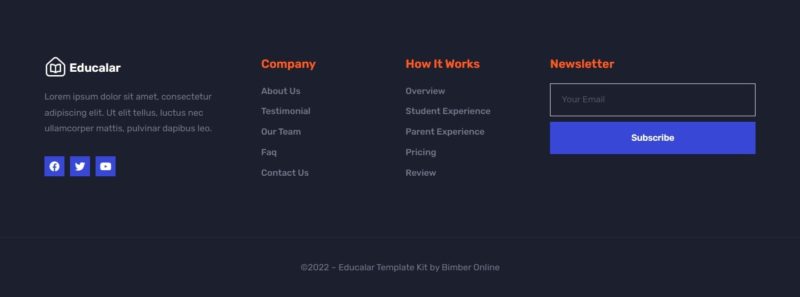 Educalar
Lorem ipsum dolor sit amet, consectetur
adipiscing elit. Ut elit tellus, luctus nec
ullamcorper mattis, pulvinar dapibus leo.
Company
About Us
Testimonial
Our Team
Faq
Contact Us
How It Works
Overview
Student Experience
Parent Experience
Pricing
Review
Newsletter
Your Email
Subscribe
©2022 – Educalar Template Kit by Bimber Online